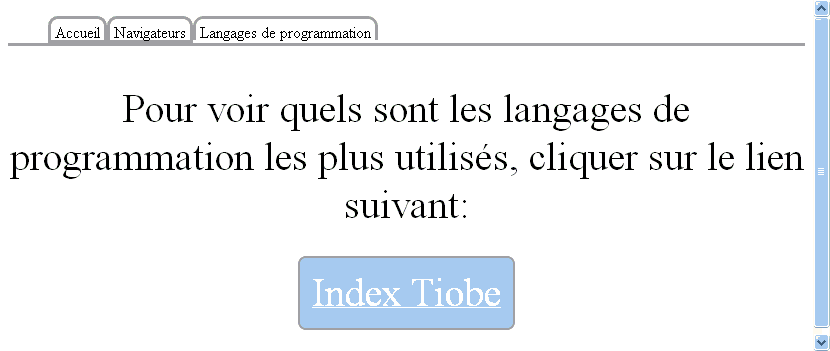 Accueil Navigateurs Langages de programmation
Pour voir quels sont les langages de
programmation les plus utilisés, cliquer sur le lien
suivant:
Index Tiobe